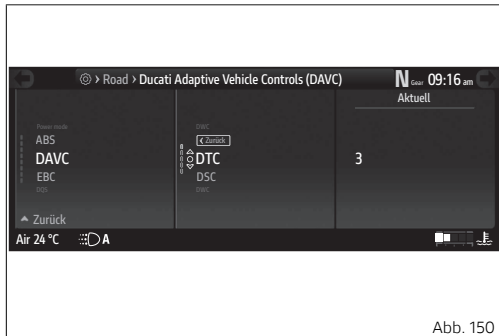 Road > Ducati Adaptive Vehicle Controls (DAVC)
N Gear 09:16 am
Aktuell
Power mode
ABS
DAVC
EBC
DQS
Zurück
DWC
Zurück
DTC
DSC
DWC
3
Air 24 °C
A
Abb. 150